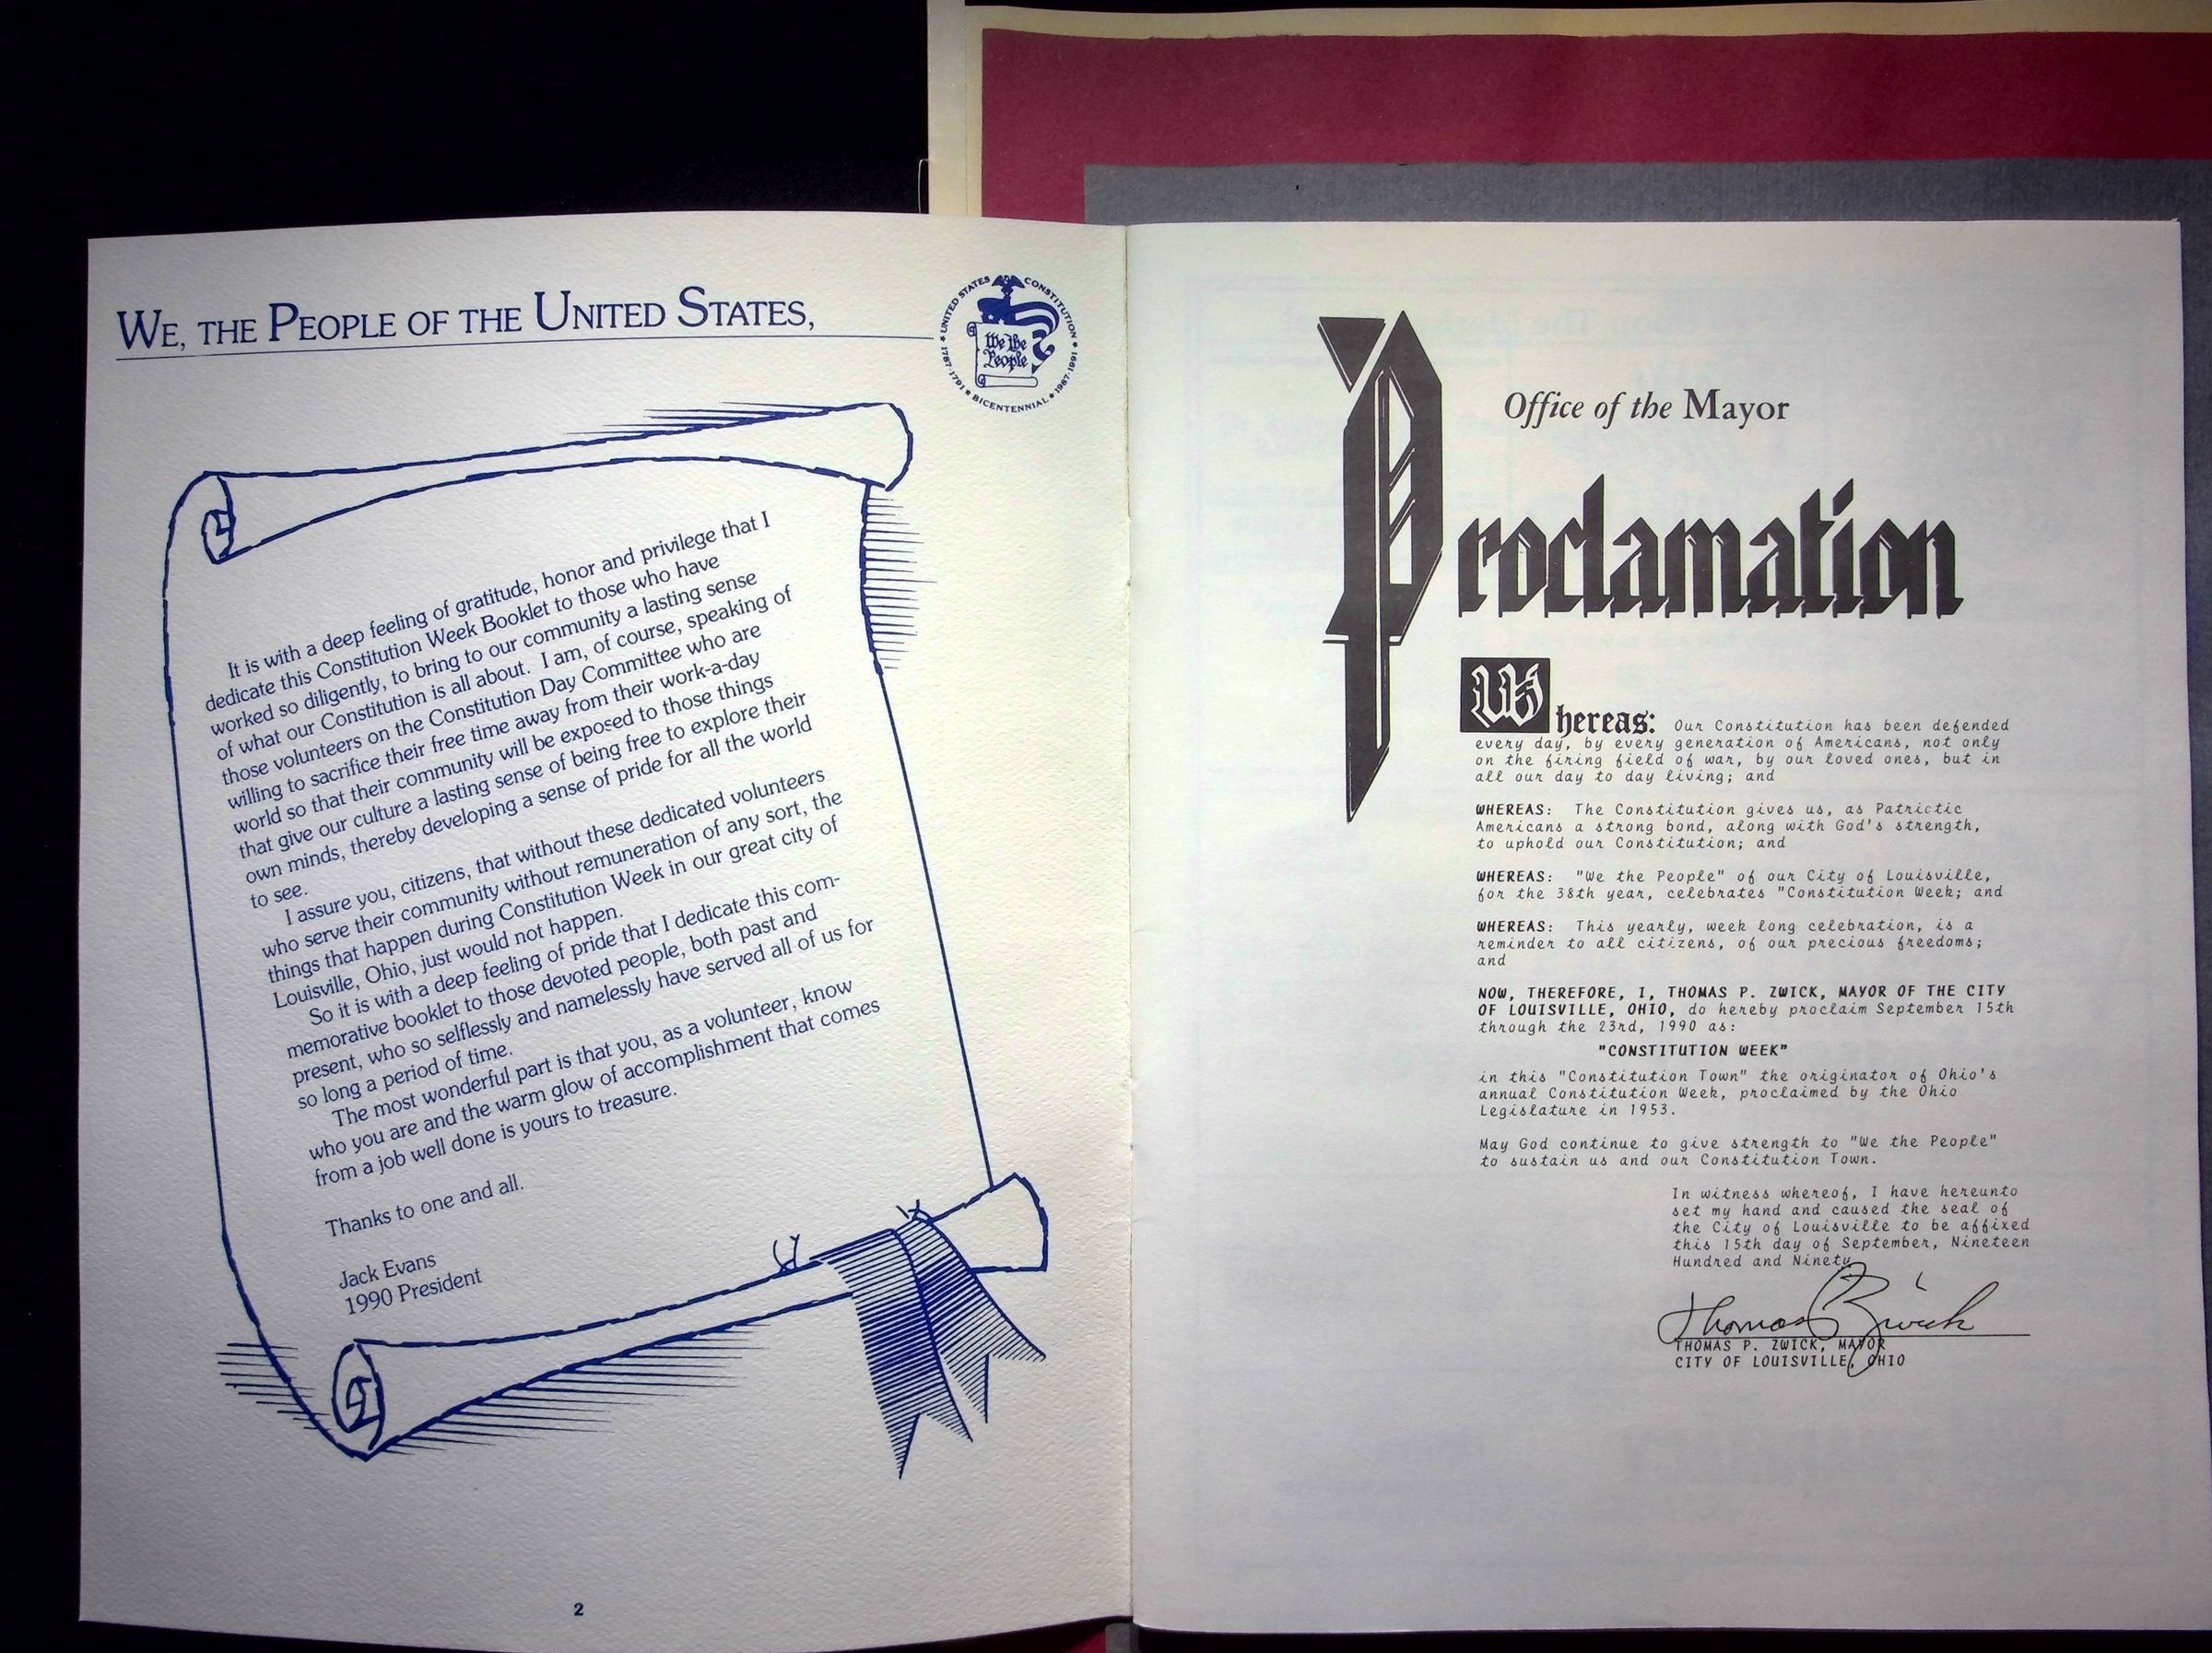 WE, THE PEOPLE OF THE UNITED STATES,
★ UNITED STATES CONSTITUTION ★
1787-1791 ★ BICENTENNIAL ★ 1987-1991
We the
People
It is with a deep feeling of gratitude, honor and privilege that I
dedicate this Constitution Week Booklet to those who have
worked so diligently, to bring to our community a lasting sense
of what our Constitution is all about. I am, of course, speaking of
those volunteers on the Constitution Day Committee who are
willing to sacrifice their free time away from their work-a-day
world so that their community will be exposed to those things
that give our culture a lasting sense of being free to explore their
own minds, thereby developing a sense of pride for all the world
to see.
I assure you, citizens, that without these dedicated volunteers
who serve their community without remuneration of any sort, the
things that happen during Constitution Week in our great city of
Louisville, Ohio, just would not happen.
So it is with a deep feeling of pride that I dedicate this com-
memorative booklet to those devoted people, both past and
present, who so selflessly and namelessly have served all of us for
so long a period of time.
The most wonderful part is that you, as a volunteer, know
who you are and the warm glow of accomplishment that comes
from a job well done is yours to treasure.
Thanks to one and all.
Jack Evans
1990 President
2
Office of the Mayor
Proclamation
Whereas: Our Constitution has been defended
every day, by every generation of Americans, not only
on the firing field of war, by our loved ones, but in
all our day to day living; and
WHEREAS: The Constitution gives us, as Patriotic
Americans a strong bond, along with God's strength,
to uphold our Constitution; and
WHEREAS: "We the People" of our City of Louisville,
for the 38th year, celebrates "Constitution Week; and
WHEREAS: This yearly, week long celebration, is a
reminder to all citizens, of our precious freedoms;
and
NOW, THEREFORE, I, THOMAS P. ZWICK, MAYOR OF THE CITY
OF LOUISVILLE, OHIO, do hereby proclaim September 15th
through the 23rd, 1990 as:
"CONSTITUTION WEEK"
in this "Constitution Town" the originator of Ohio's
annual Constitution Week, proclaimed by the Ohio
Legislature in 1953.
May God continue to give strength to "We the People"
to sustain us and our Constitution Town.
In witness whereof, I have hereunto
set my hand and caused the seal of
the City of Louisville to be affixed
this 15th day of September, Nineteen
Hundred and Ninety
Thomas P Zwick
THOMAS P. ZWICK, MAYOR
CITY OF LOUISVILLE, OHIO